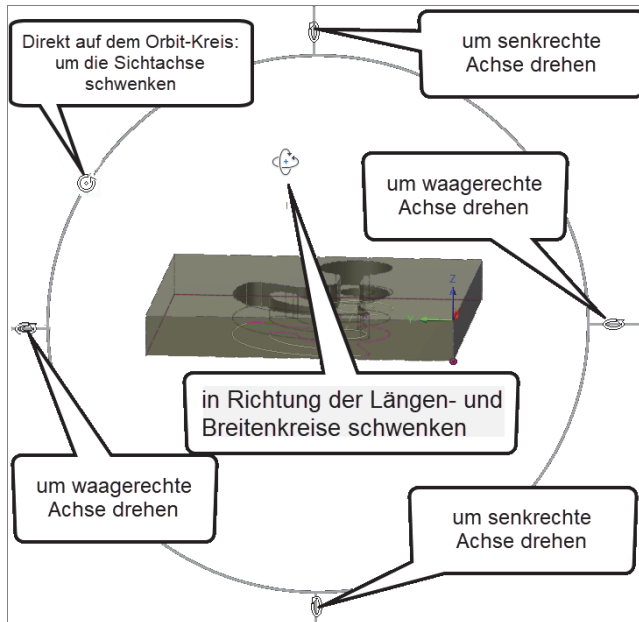 Direkt auf dem Orbit-Kreis:
um die Sichtachse
schwenken
um senkrechte
Achse drehen
um waagerechte
Achse drehen
Z
Y
in Richtung der Längen- und
Breitenkreise schwenken
um waagerechte
Achse drehen
um senkrechte
Achse drehen